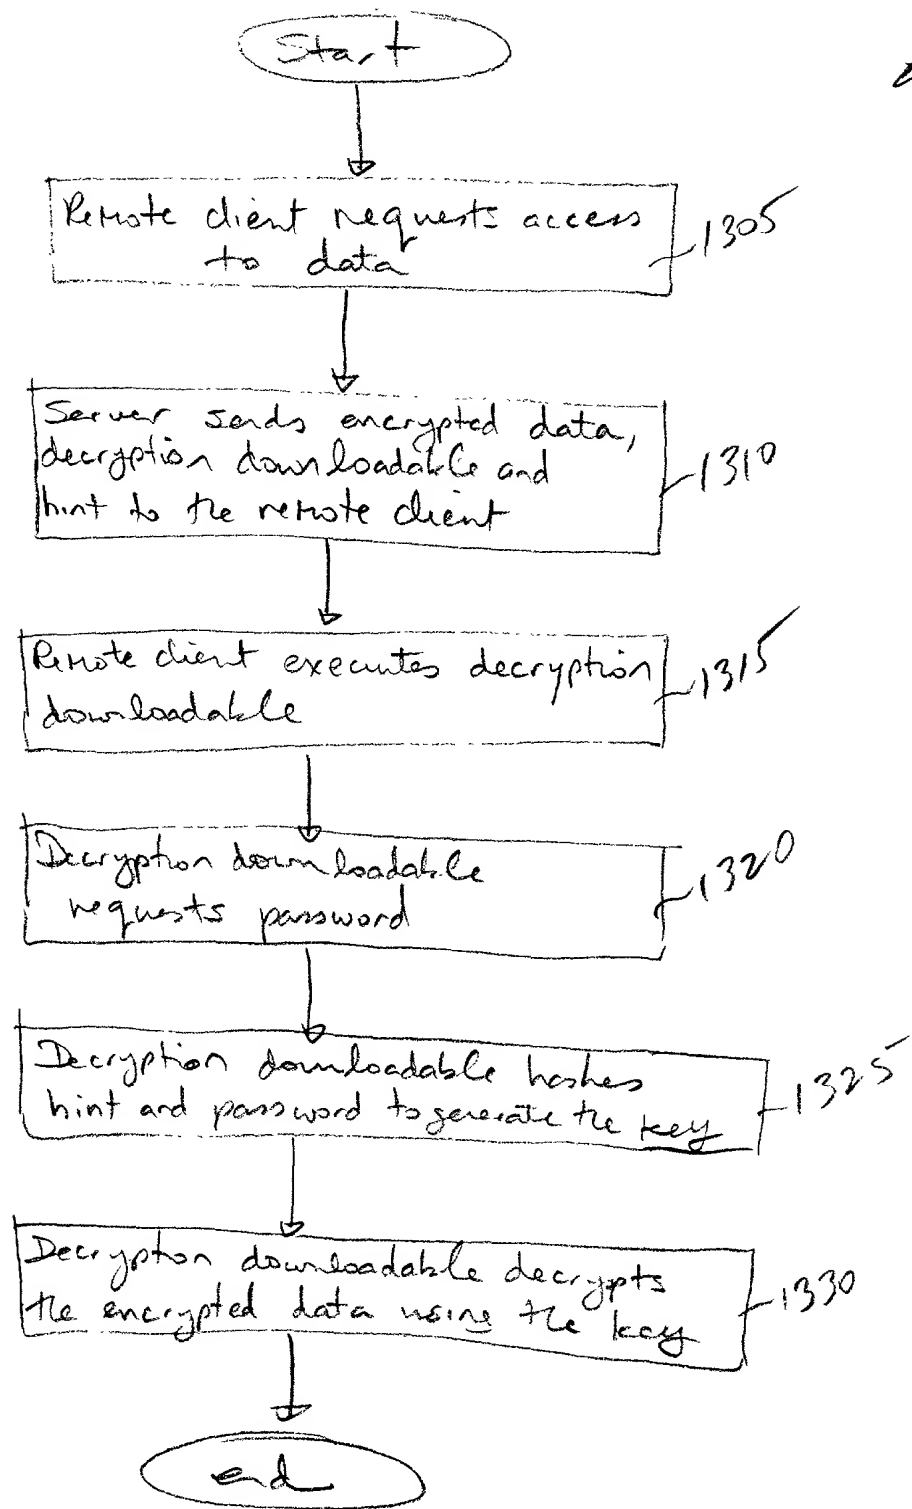 Start
Remote client requests access
to data
1305
Server sends encrypted data,
decryption downloadable and
hint to the remote client
1310
Remote client executes decryption
downloadable
1315
Decryption downloadable
requests password
1320
Decryption downloadable hashes
hint and password to generate the key
1325
Decryption downloadable decrypts
the encrypted data using the key
1330
end